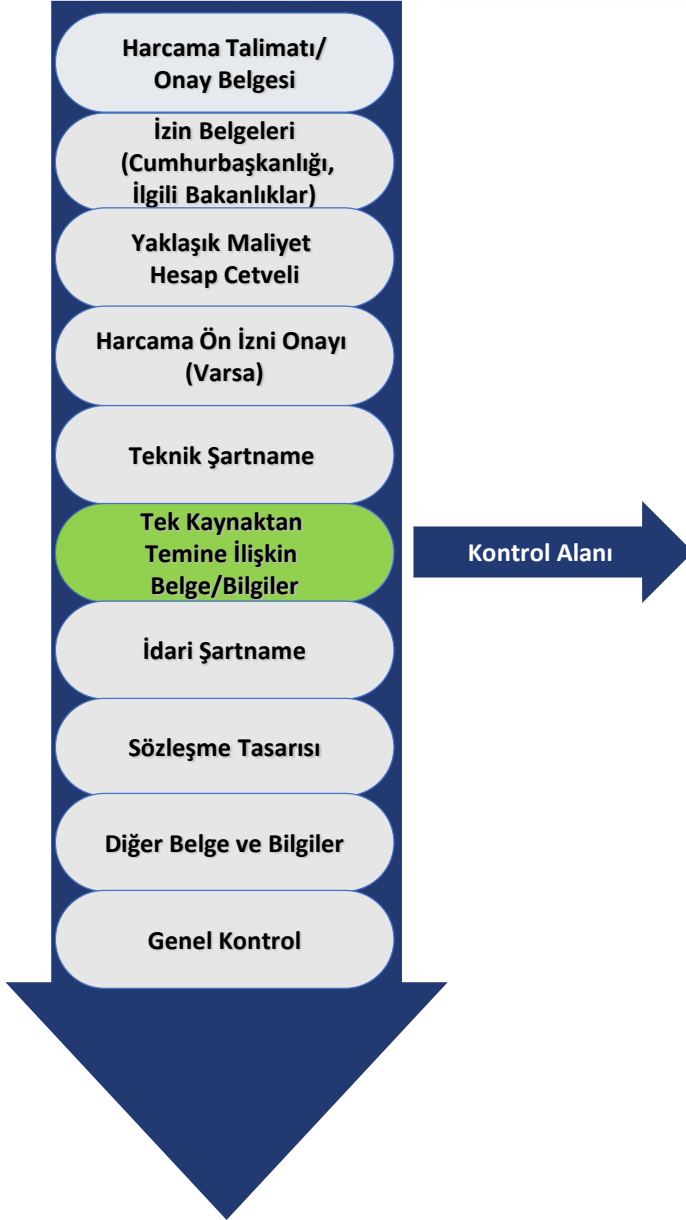 Harcama Talimatı/
Onay Belgesi
İzin Belgeleri
(Cumhurbaşkanlığı,
İlgili Bakanlıklar)
Yaklaşık Maliyet
Hesap Cetveli
Harcama Ön İzni Onayı
(Varsa)
Teknik Şartname
Tek Kaynaktan
Temine İlişkin
Belge/Bilgiler
Kontrol Alanı
İdari Şartname
Sözleşme Tasarısı
Diğer Belge ve Bilgiler
Genel Kontrol